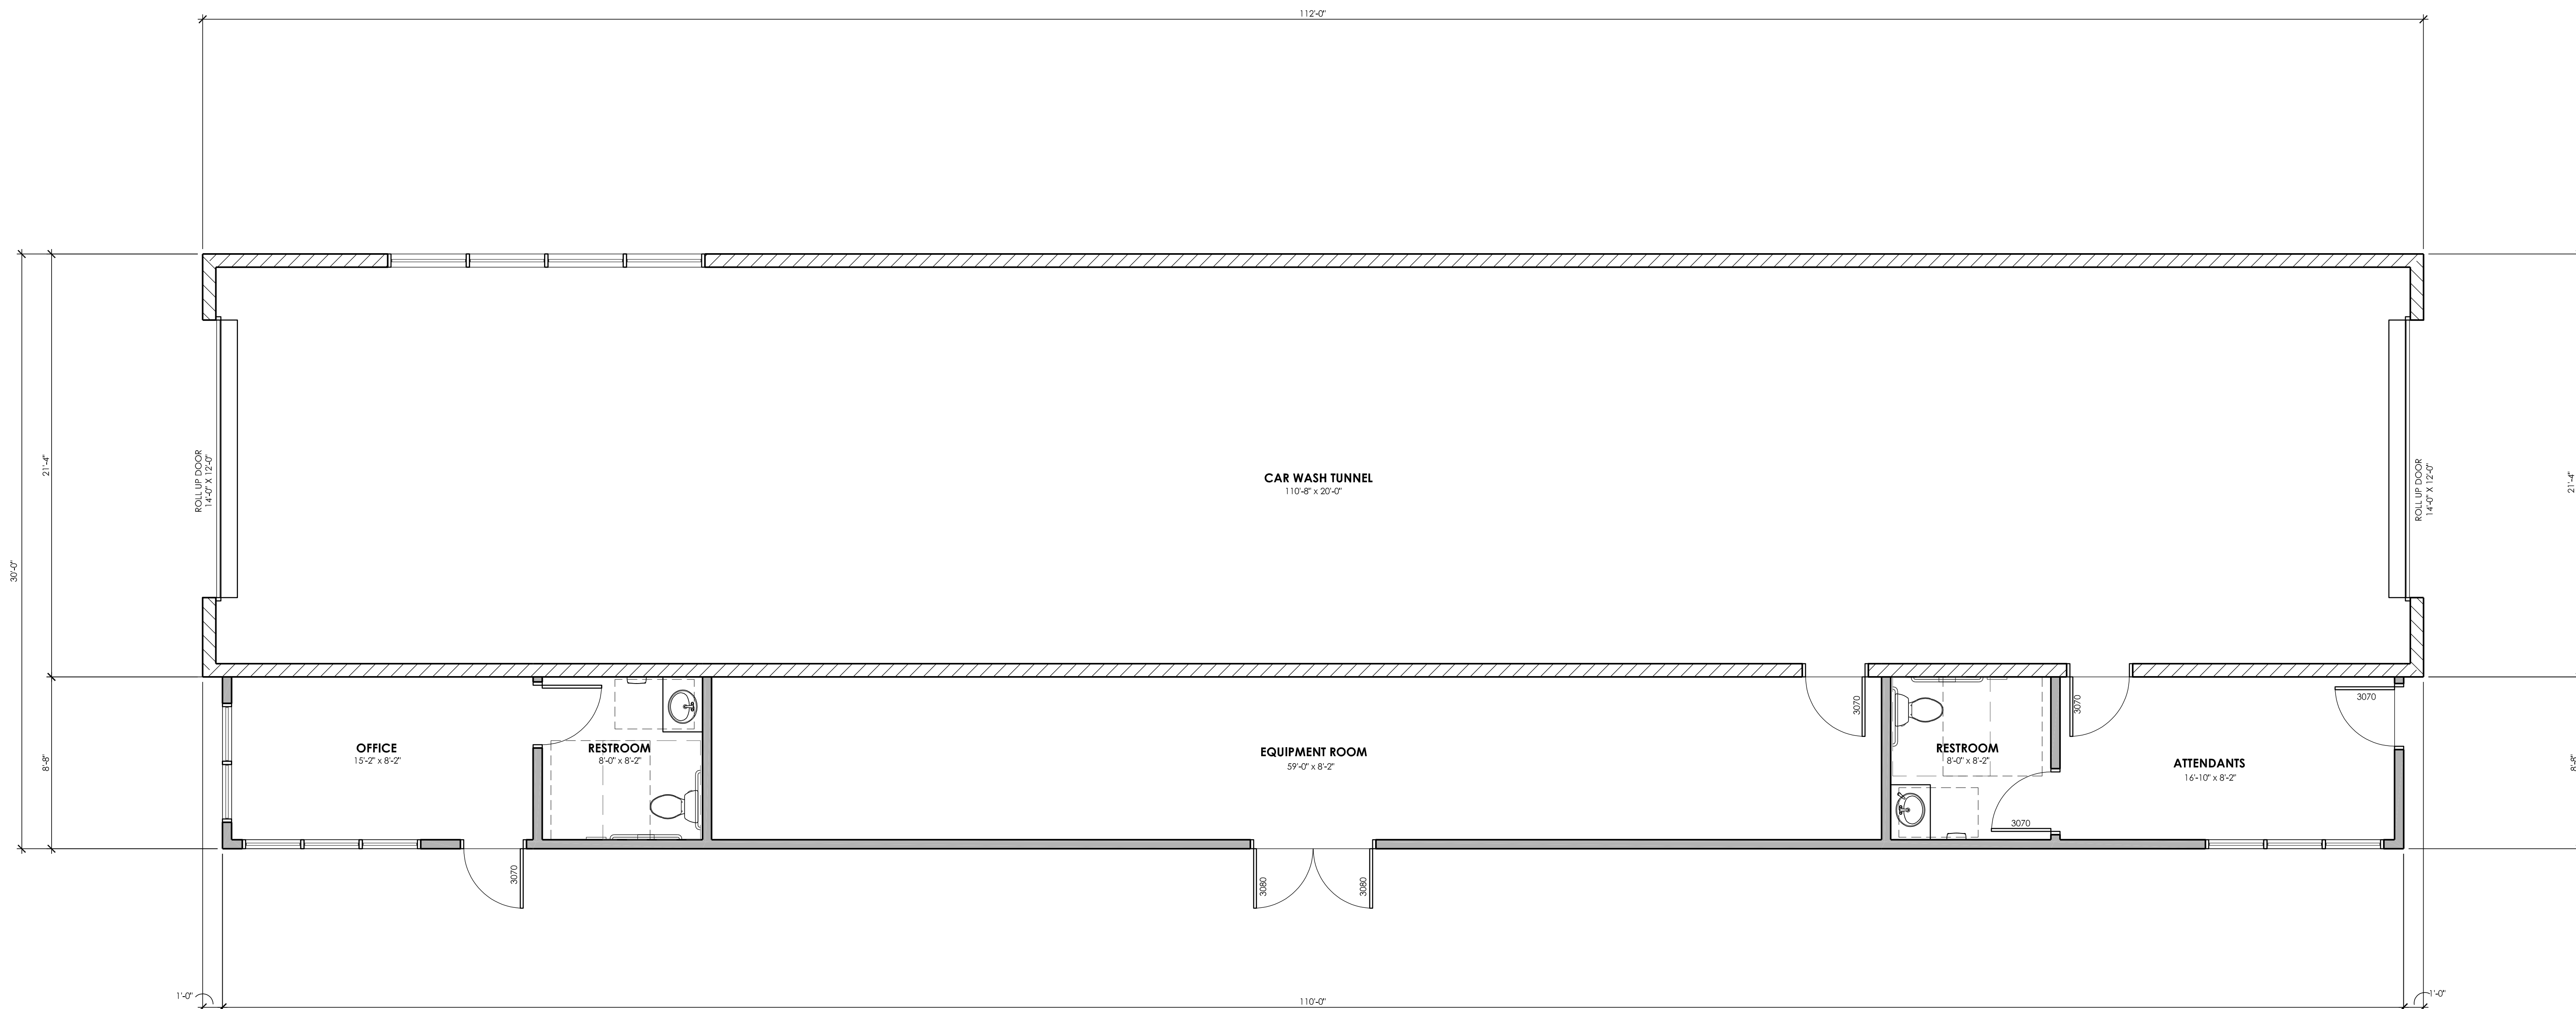 112'-0"
ROLL UP DOOR
14'-0" X 12'-0"
21'-4"
30'-0"
8'-8"
CAR WASH TUNNEL
110'-8" x 20'-0"
ROLL UP DOOR
14'-0" X 12'-0"
21'-4"
8'-8"
OFFICE
15'-2" x 8'-2"
RESTROOM
8'-0" x 8'-2"
EQUIPMENT ROOM
59'-0" x 8'-2"
3070
RESTROOM
8'-0" x 8'-2"
3070
ATTENDANTS
16'-10" x 8'-2"
3070
3070
3070
3080
3080
1'-0"
110'-0"
1'-0"